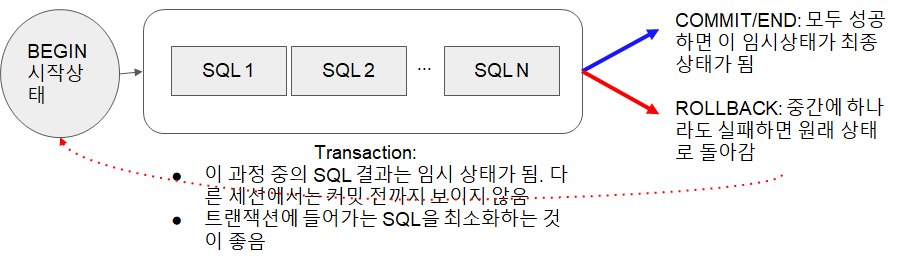 BEGIN
시작상
태
SQL 1
SQL 2
...
SQL N
COMMIT/END: 모두 성공
하면 이 임시상태가 최종
상태가 됨
ROLLBACK: 중간에 하나
라도 실패하면 원래 상태
로 돌아감
Transaction:
● 이 과정 중의 SQL 결과는 임시 상태가 됨. 다
른 세션에서는 커밋 전까지 보이지 않음
● 트랜잭션에 들어가는 SQL을 최소화하는 것
이 좋음